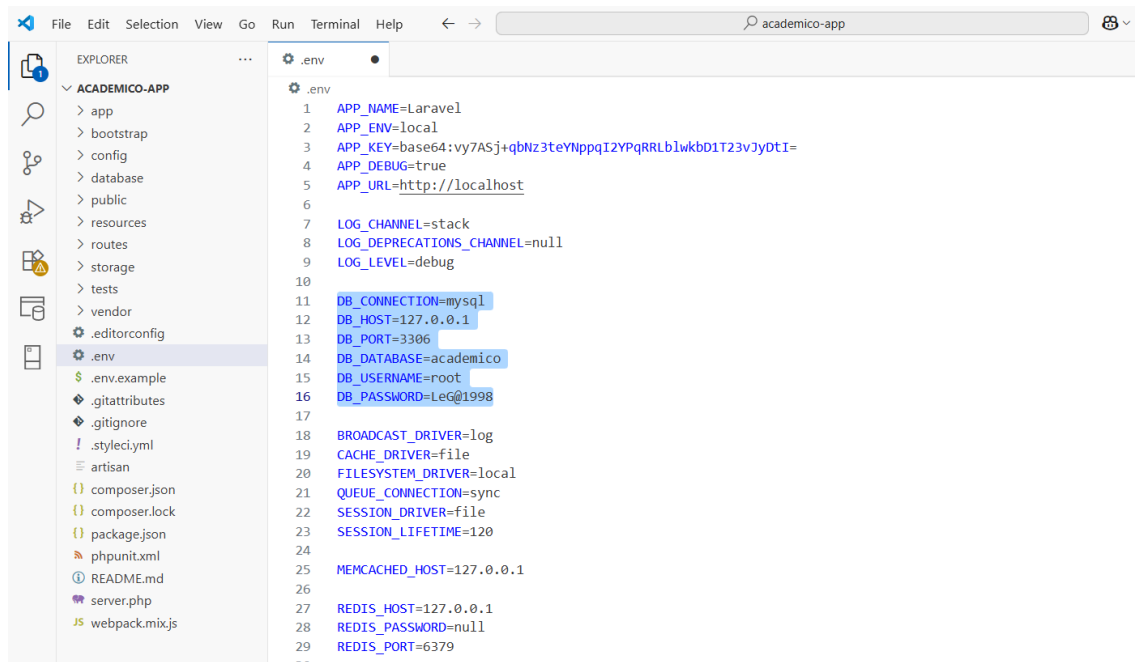 File Edit Selection View Go Run Terminal Help
academico-app
EXPLORER
1
ACADEMICO-APP
app
bootstrap
config
database
public
resources
routes
storage
tests
vendor
.editorconfig
.env
$ .env.example
.gitattributes
.gitignore
! .styleci.yml
artisan
{} composer.json
{} composer.lock
{} package.json
phpunit.xml
README.md
server.php
JS webpack.mix.js
.env
.env
1 APP_NAME=Laravel
2 APP_ENV=local
3 APP_KEY=base64:vy7ASj+qbNz3teYNppqI2YPqRRLblwkbD1T23vJyDtI=
4 APP_DEBUG=true
5 APP_URL=http://localhost
6
7 LOG_CHANNEL=stack
8 LOG_DEPRECATIONS_CHANNEL=null
9 LOG_LEVEL=debug
10
11 DB_CONNECTION=mysql
12 DB_HOST=127.0.0.1
13 DB_PORT=3306
14 DB_DATABASE=academico
15 DB_USERNAME=root
16 DB_PASSWORD=LeG@1998
17
18 BROADCAST_DRIVER=log
19 CACHE_DRIVER=file
20 FILESYSTEM_DRIVER=local
21 QUEUE_CONNECTION=sync
22 SESSION_DRIVER=file
23 SESSION_LIFETIME=120
24
25 MEMCACHED_HOST=127.0.0.1
26
27 REDIS_HOST=127.0.0.1
28 REDIS_PASSWORD=null
29 REDIS_PORT=6379